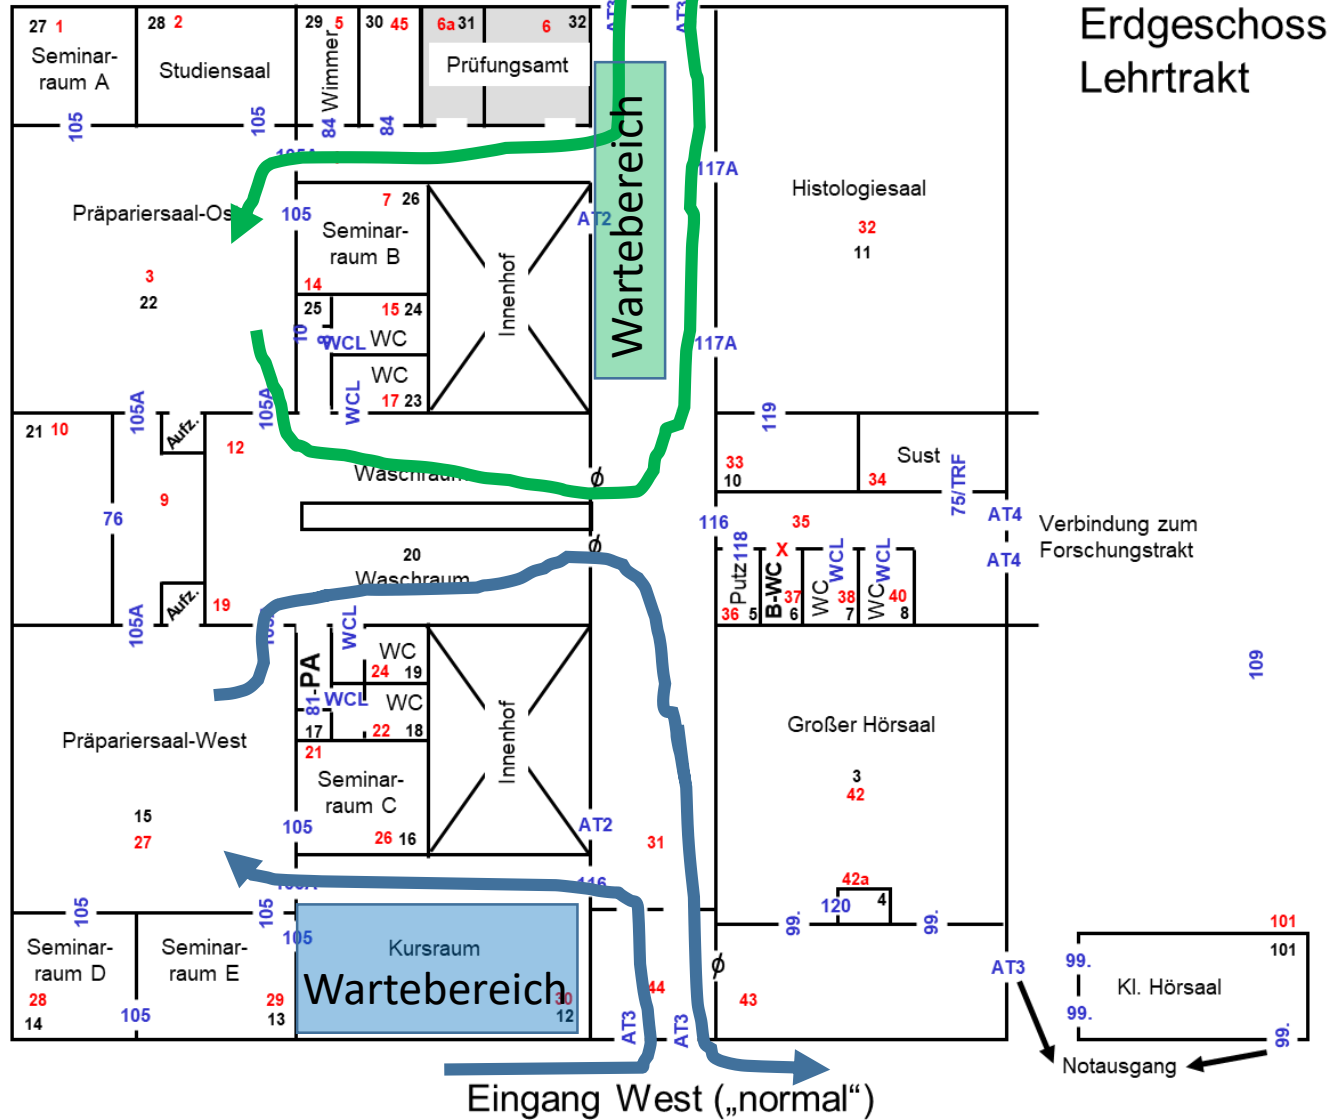 Erdgeschoss
Lehrtrakt
AT3
AT3
27 1
Seminar-
raum A
28 2
Studiensaal
29 5
Wimmer
30 45
6a 31
6 32
Prüfungsamt
105
105
84
84
105A
117A
Wartebereich
Histologiesaal
32
11
Präpariersaal-Os
3
22
105
7 26
Seminar-
raum B
14
AT2
Innenhof
25
15 24
10
8
WCL
WC
WC
17 23
WCL
117A
105A
105A
Aufz.
21 10
12
9
76
19
Aufz.
105A
Waschraum
ø
ø
20
Waschraum
119
33
10
Sust
34
75/TRF
116
35
AT4
AT4
Verbindung zum
Forschungstrakt
118
X
WCL
WCL
Putz
B-WC
WC
WC
36 5
37
6
38
7
40
8
109
WCL
PA
81
WC
24 19
WCL
WC
22 18
17
21
Seminar-
raum C
26 16
Innenhof
Präpariersaal-West
15
27
105
AT2
31
116
Großer Hörsaal
3
42
42a
4
120
99.
99.
105
105
105
Seminar-
raum D
28
14
105
Seminar-
raum E
29
13
Kursraum
Wartebereich
30
12
44
AT3
AT3
ø
43
AT3
101
101
99.
99.
99.
Kl. Hörsaal
Notausgang
Eingang West („normal“)